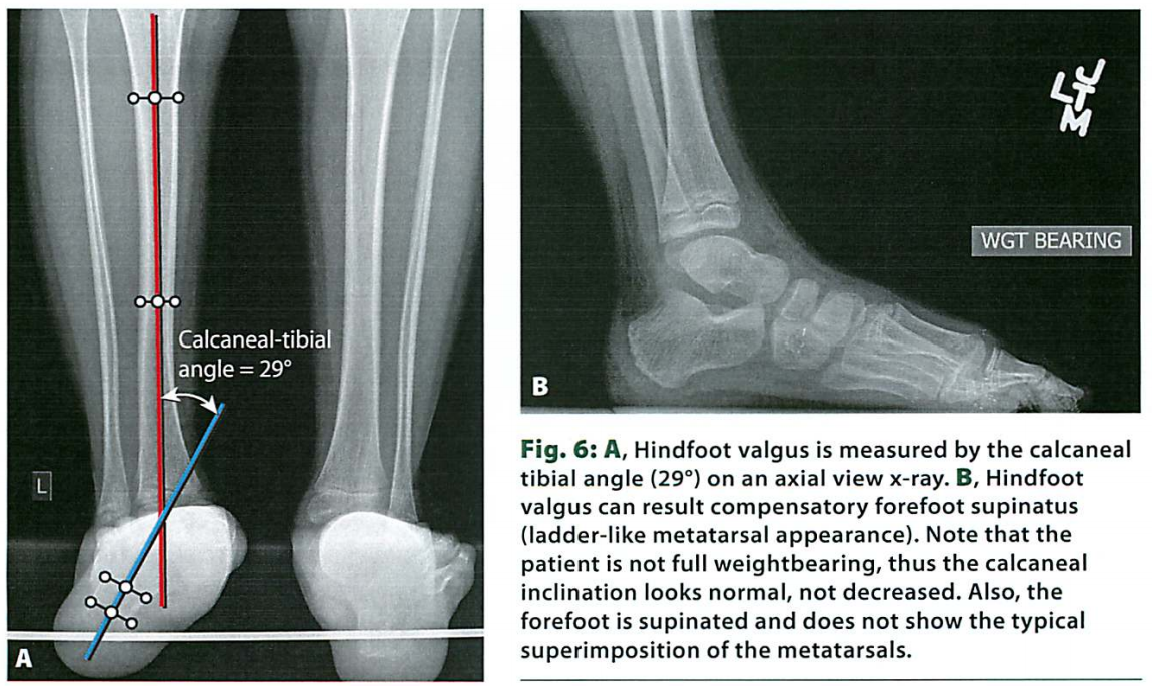 Calcaneal-tibial
angle = 29°
L
A
LJT
M
WGT BEARING
B
Fig. 6: A, Hindfoot valgus is measured by the calcaneal
tibial angle (29°) on an axial view x-ray. B, Hindfoot
valgus can result compensatory forefoot supinatus
(ladder-like metatarsal appearance). Note that the
patient is not full weightbearing, thus the calcaneal
inclination looks normal, not decreased. Also, the
forefoot is supinated and does not show the typical
superimposition of the metatarsals.